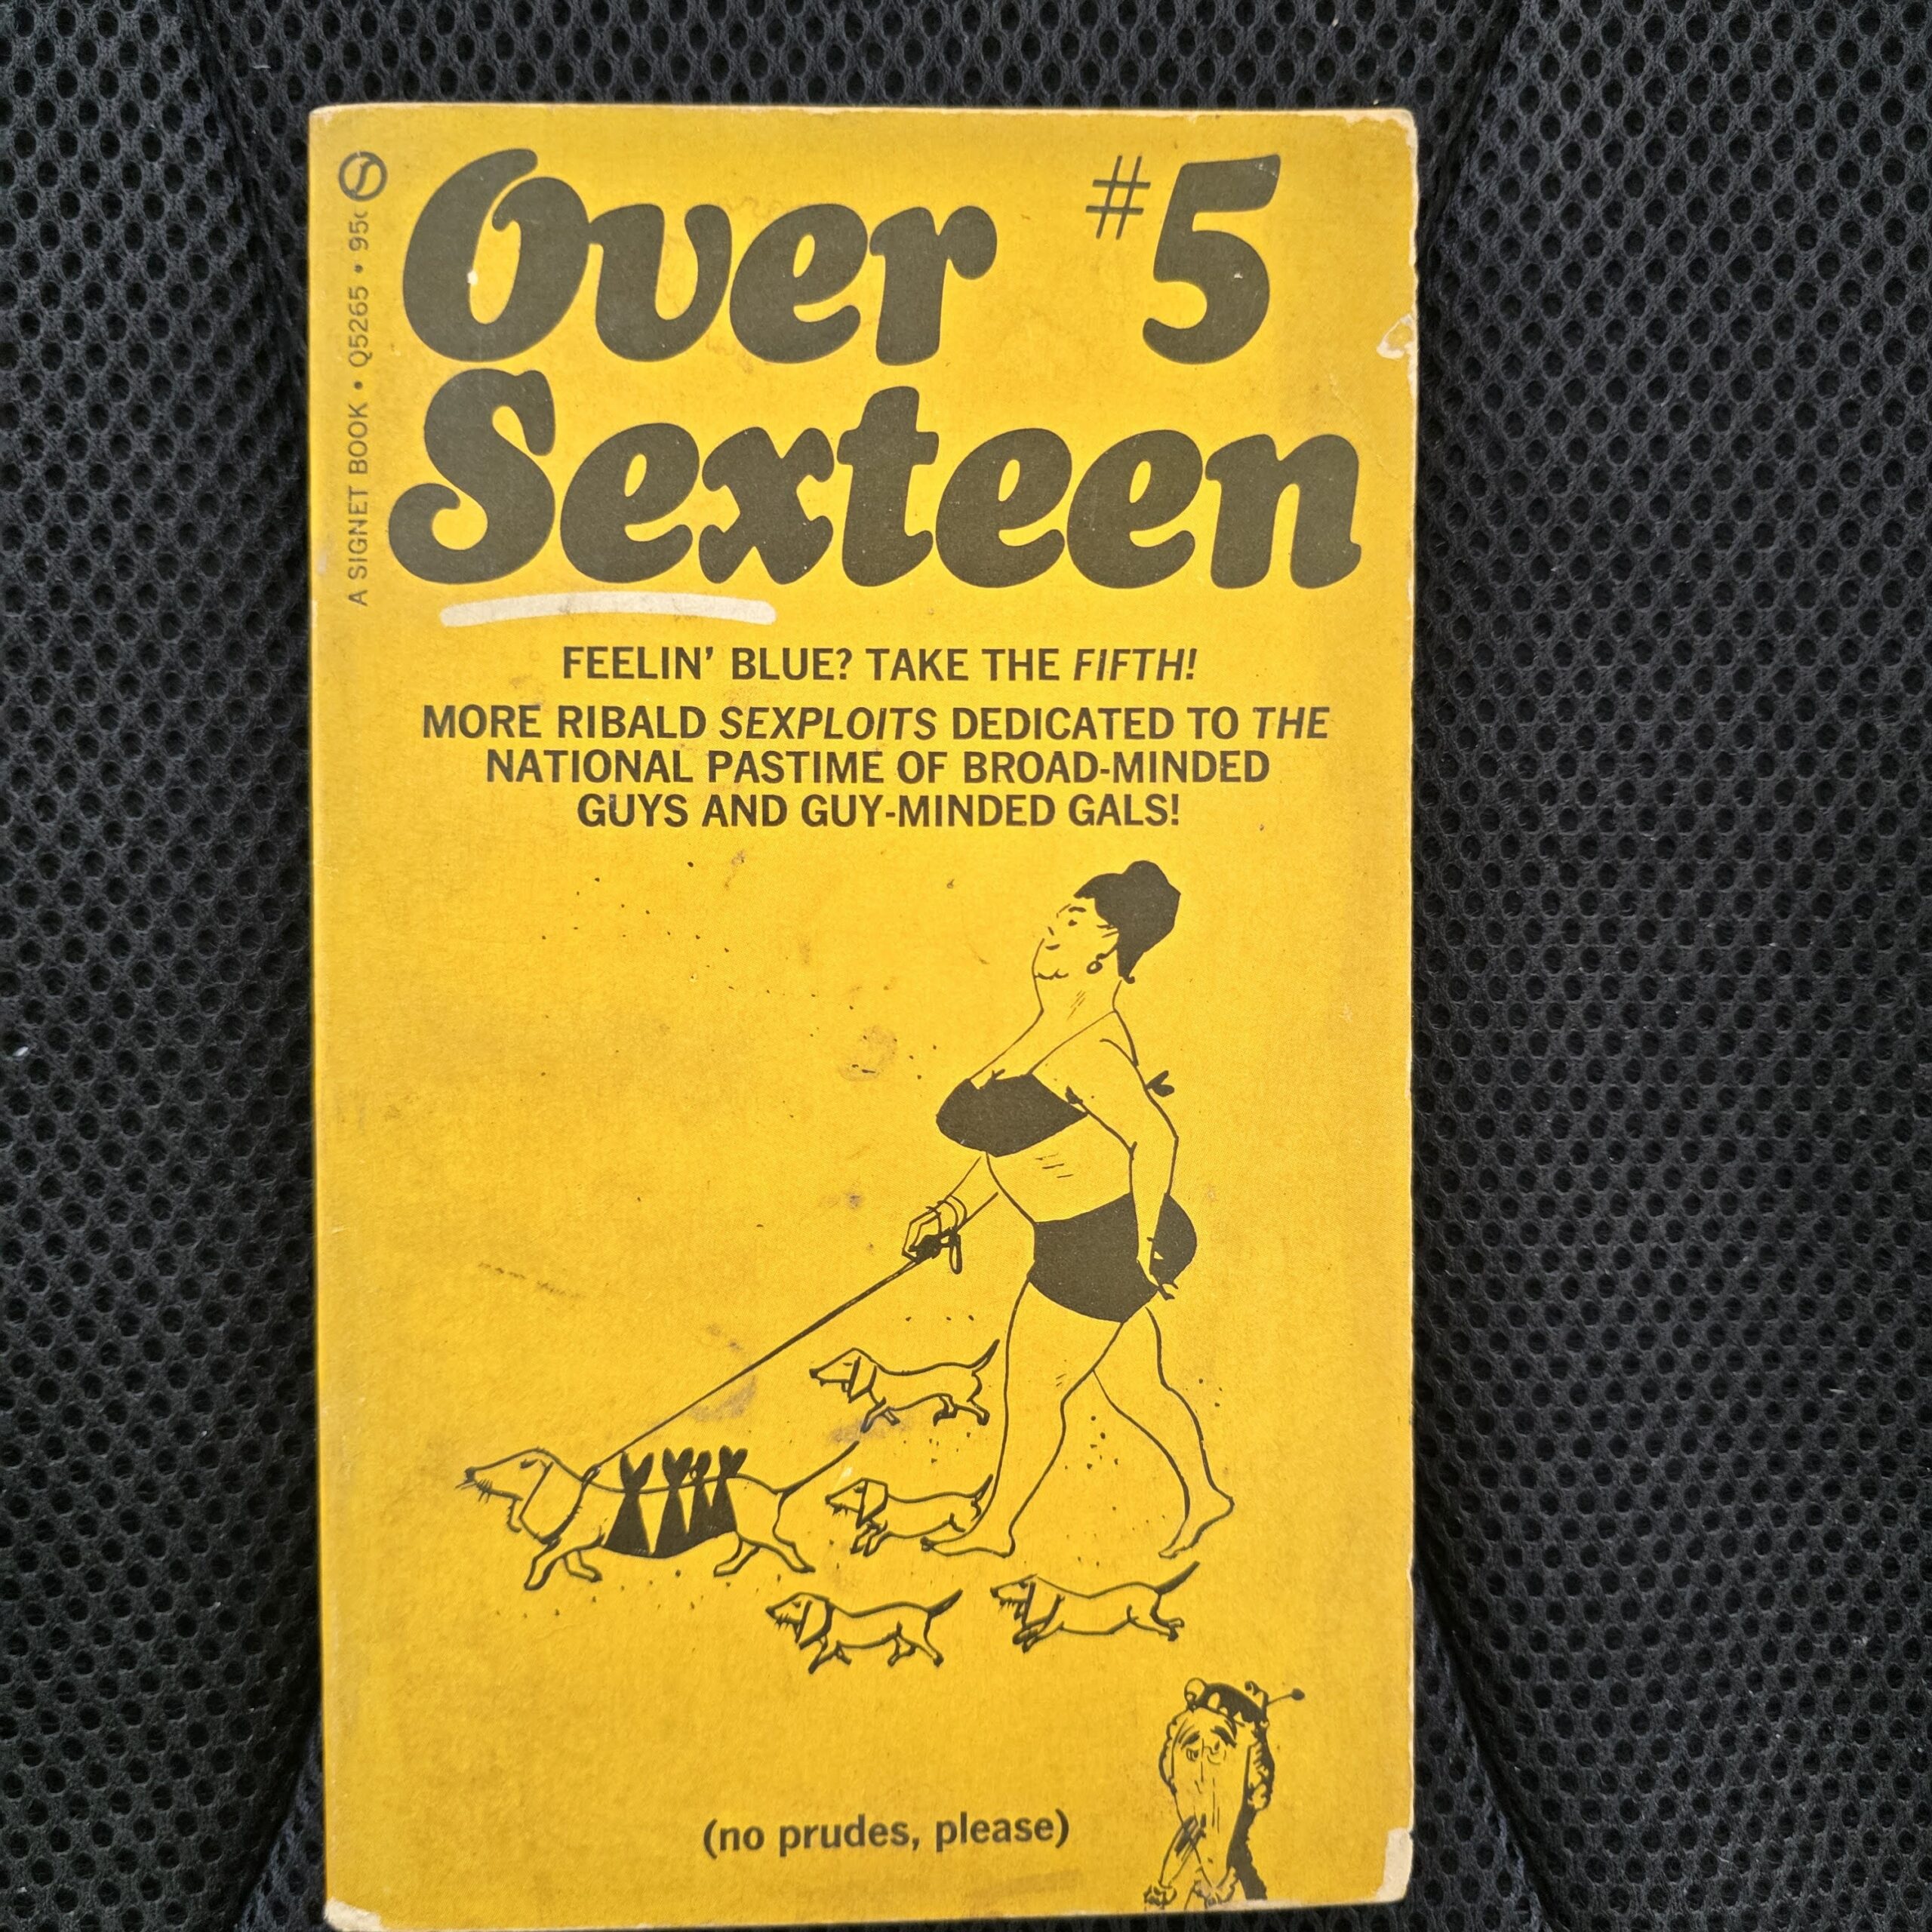 A SIGNET BOOK • Q5265 • 95c
Over #5
Sexteen
FEELIN' BLUE? TAKE THE FIFTH!
MORE RIBALD SEXPLOITS DEDICATED TO THE
NATIONAL PASTIME OF BROAD-MINDED
GUYS AND GUY-MINDED GALS!
(no prudes, please)